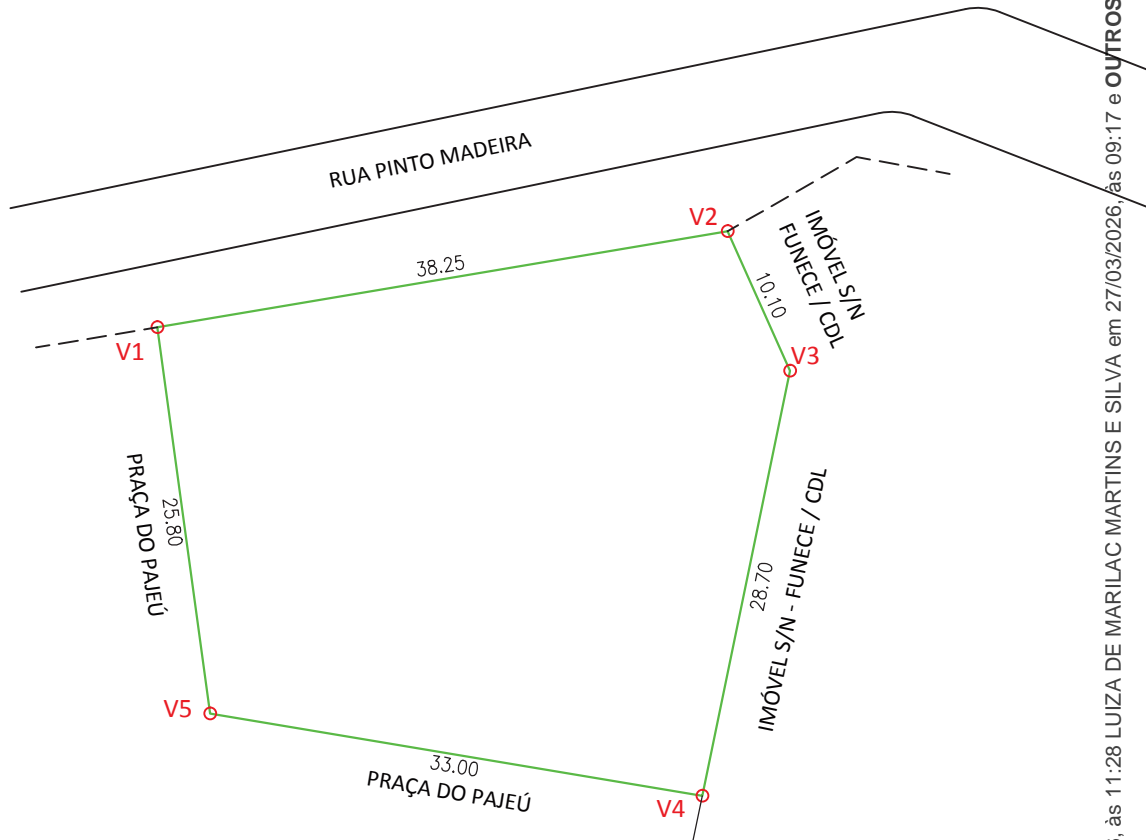 RUA PINTO MADEIRA
V2
38.25
IMÓVEL S/N
FUNECE / CDL
10.10
V1
V3
PRAÇA DO PAJEÚ
25.80
28.70
IMÓVEL S/N - FUNECE / CDL
V5
33.00
PRAÇA DO PAJEÚ
V4
, às 11:28 LUIZA DE MARILAC MARTINS E SILVA em 27/03/2026, às 09:17 e OUTROS